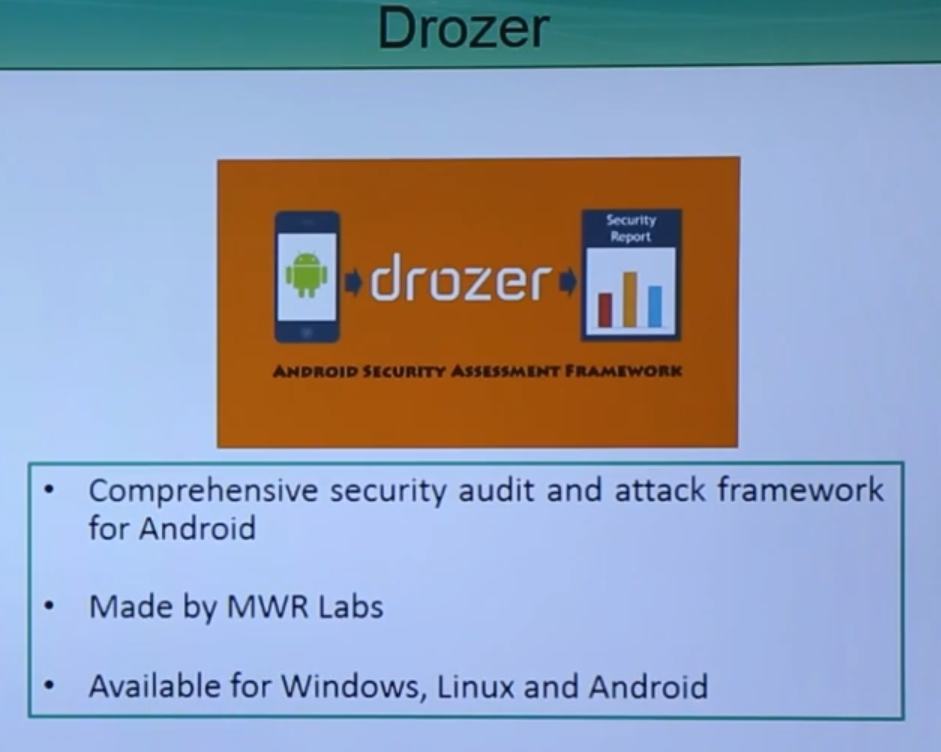 Drozer
Security
Report
drozer
ANDROID SECURITY ASSESSMENT FRAMEWORK
• Comprehensive security audit and attack framework
for Android
• Made by MWR Labs
• Available for Windows, Linux and Android